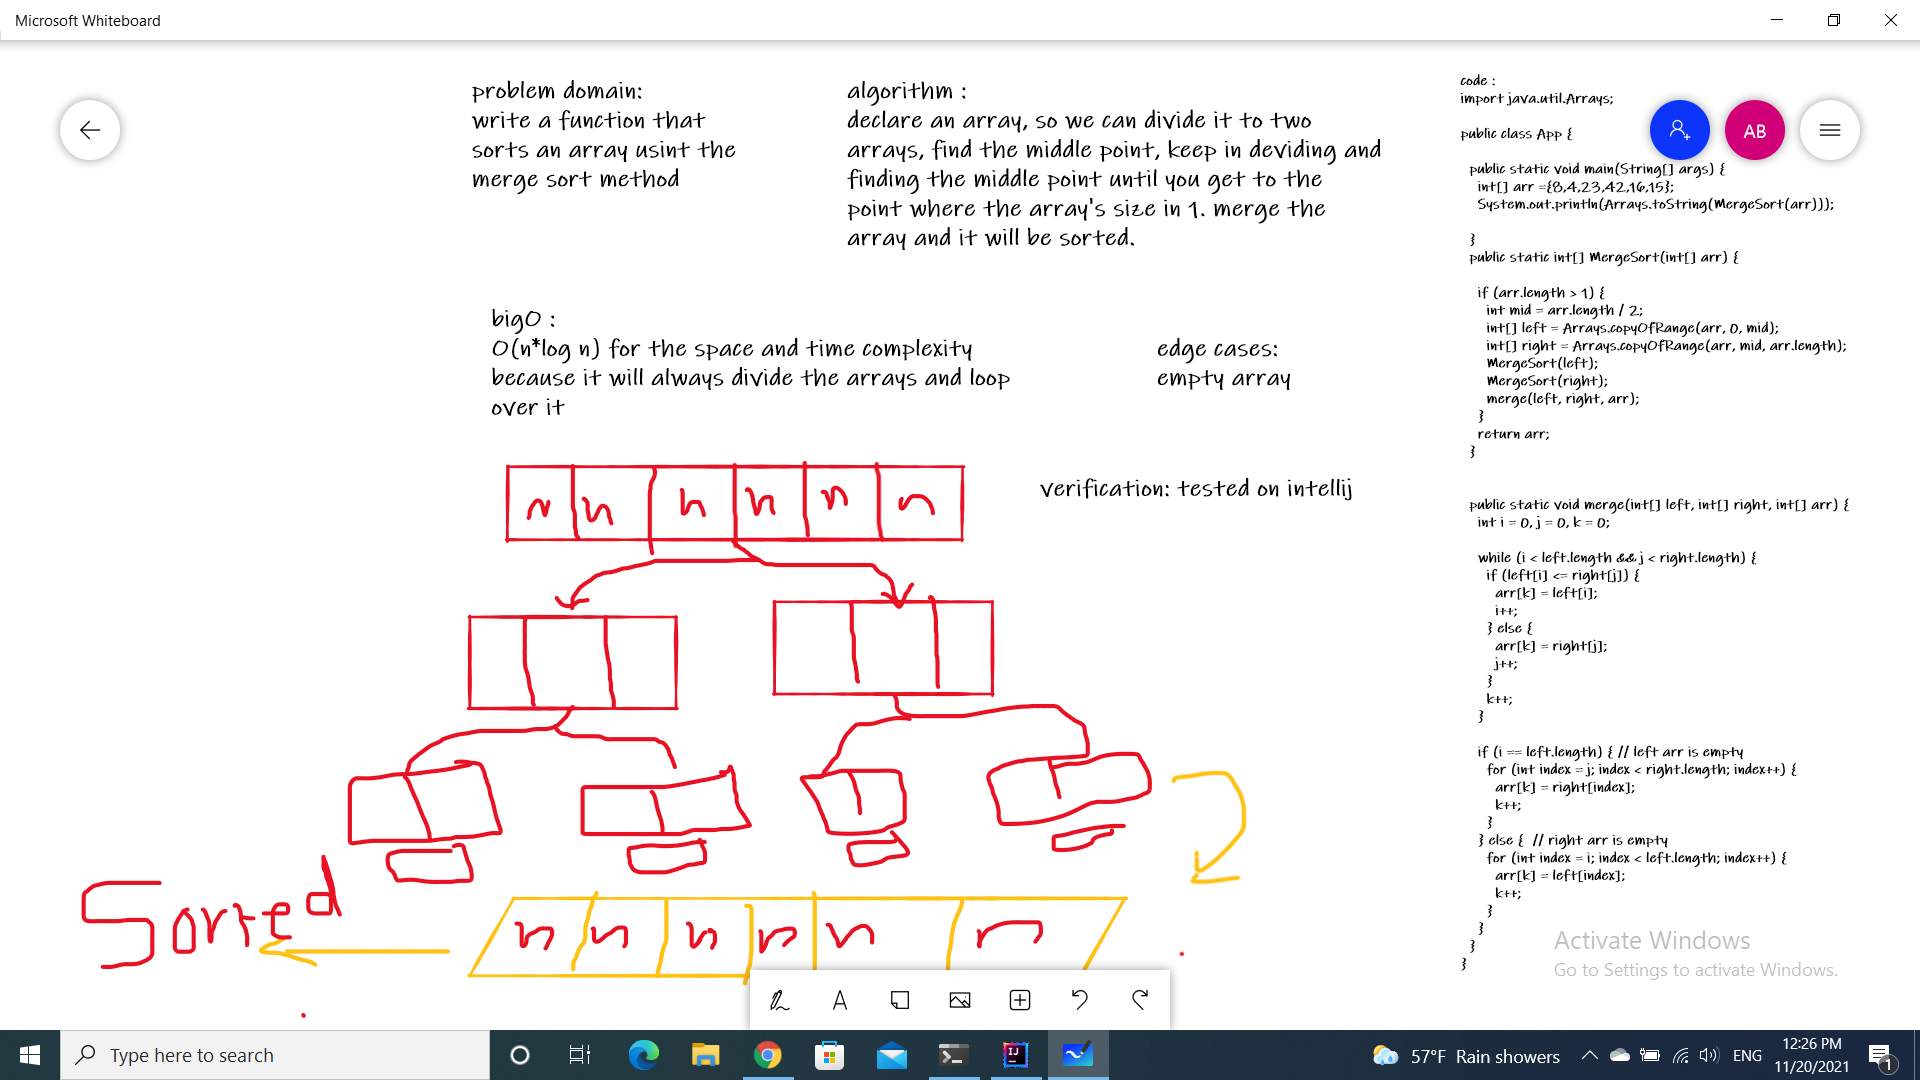 Microsoft Whiteboard
problem domain:
write a function that
sorts an array usint the
merge sort method
algorithm :
declare an array, so we can divide it to two
arrays, find the middle point, keep in deviding and
finding the middle point until you get to the
point where the array's size in 1. merge the
array and it will be sorted.
bigO :
O(n*log n) for the space and time complexity
because it will always divide the arrays and loop
over it
edge cases:
empty array
verification: tested on intellij
n n n n n n
n n n n n n
Sorted
code :
import java.util.Arrays;
public class App {
public static void main(String[] args) {
int[] arr ={8,4,23,42,16,15};
System.out.println(Arrays.toString(MergeSort(arr)));
}
public static int[] MergeSort(int[] arr) {
if (arr.length > 1) {
int mid = arr.length / 2;
int[] left = Arrays.copyOfRange(arr, 0, mid);
int[] right = Arrays.copyOfRange(arr, mid, arr.length);
MergeSort(left);
MergeSort(right);
merge(left, right, arr);
}
return arr;
}
public static void merge(int[] left, int[] right, int[] arr) {
int i = 0, j = 0, k = 0;
while (i < left.length && j < right.length) {
if (left[i] <= right[j]) {
arr[k] = left[i];
i++;
} else {
arr[k] = right[j];
j++;
}
k++;
}
if (i == left.length) { // left arr is empty
for (int index = j; index < right.length; index++) {
arr[k] = right[index];
k++;
}
} else { // right arr is empty
for (int index = i; index < left.length; index++) {
arr[k] = left[index];
k++;
}
}
}
}
AB
Activate Windows
Go to Settings to activate Windows.
Type here to search
57°F Rain showers
ENG
12:26 PM
11/20/2021
1